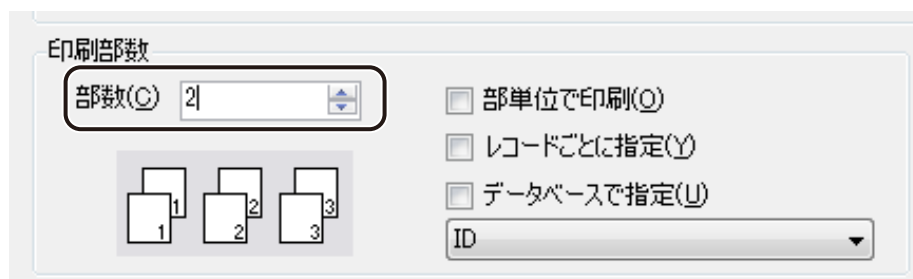 印刷部数
部数(C) 2
部単位で印刷(O)
レコードごとに指定(Y)
データベースで指定(U)
1 1 2 2 3 3
ID